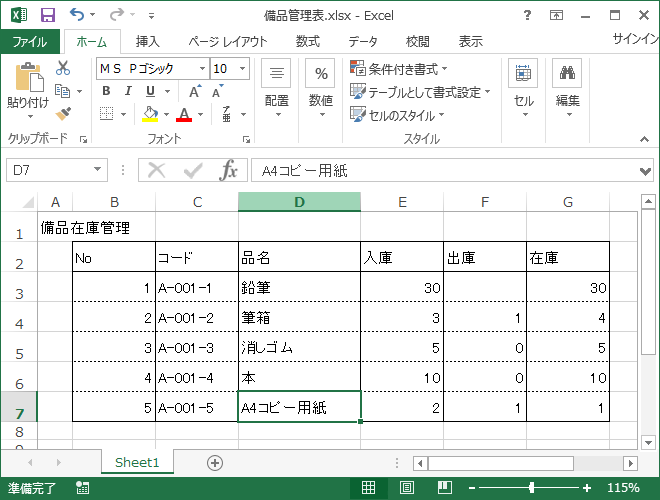 備品管理表.xlsx - Excel
ファイル ホーム 挿入 ページ レイアウト 数式 データ 校閲 表示 サインイン
ＭＳ Ｐゴシック 10
貼り付け
B I U A A
A 亜
配置
%
数値
条件付き書式
テーブルとして書式設定
セルのスタイル
セル
編集
クリップボード フォント スタイル
D7 fx A4コピー用紙
A B C D E F G
1 備品在庫管理
2 No コード 品名 入庫 出庫 在庫
3 1 A-001-1 鉛筆 30 30
4 2 A-001-2 筆箱 3 1 4
5 3 A-001-3 消しゴム 5 0 5
6 4 A-001-4 本 10 0 10
7 5 A-001-5 A4コピー用紙 2 1 1
8
Sheet1
準備完了 115%